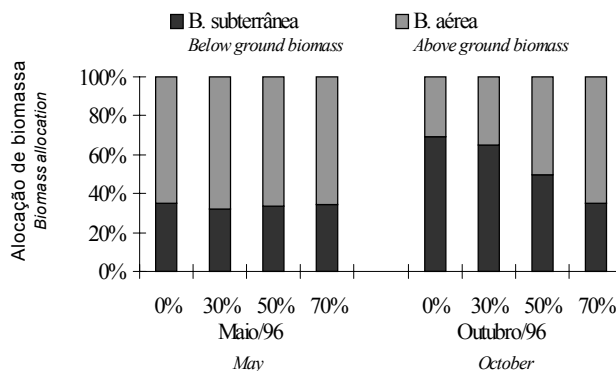 B. subterrânea B. aérea
Below ground biomass Above ground biomass
Alocação de biomassa
Biomass allocation
100%
80%
60%
40%
20%
0%
0% 30% 50% 70% 0% 30% 50% 70%
Maio/96 Outubro/96
May October